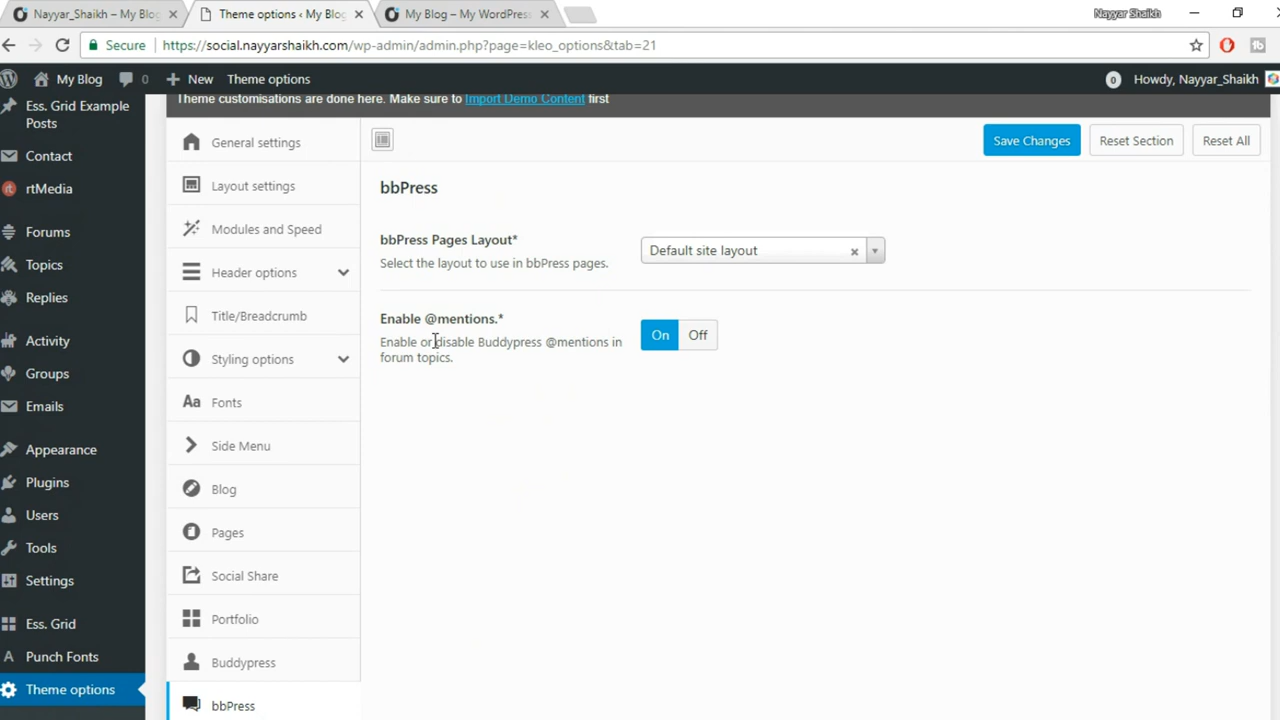 Nayyar_Shaikh – My Blog
Theme options ‹ My Blog
My Blog – My WordPress
Nayyar Shaikh
Secure
https://social.nayyarshaikh.com/wp-admin/admin.php?page=kleo_options&tab=21
My Blog
0
New
Theme options
0
Howdy, Nayyar_Shaikh
Ess. Grid Example
Posts
Contact
rtMedia
Forums
Topics
Replies
Activity
Groups
Emails
Appearance
Plugins
Users
Tools
Settings
Ess. Grid
Punch Fonts
Theme options
Theme customisations are done here. Make sure to Import Demo Content first
General settings
Layout settings
Modules and Speed
Header options
Title/Breadcrumb
Styling options
Aa Fonts
Side Menu
Blog
Pages
Social Share
Portfolio
Buddypress
bbPress
Save Changes
Reset Section
Reset All
bbPress
bbPress Pages Layout*
Select the layout to use in bbPress pages.
Default site layout
Enable @mentions.*
Enable or disable Buddypress @mentions in
forum topics.
On
Off